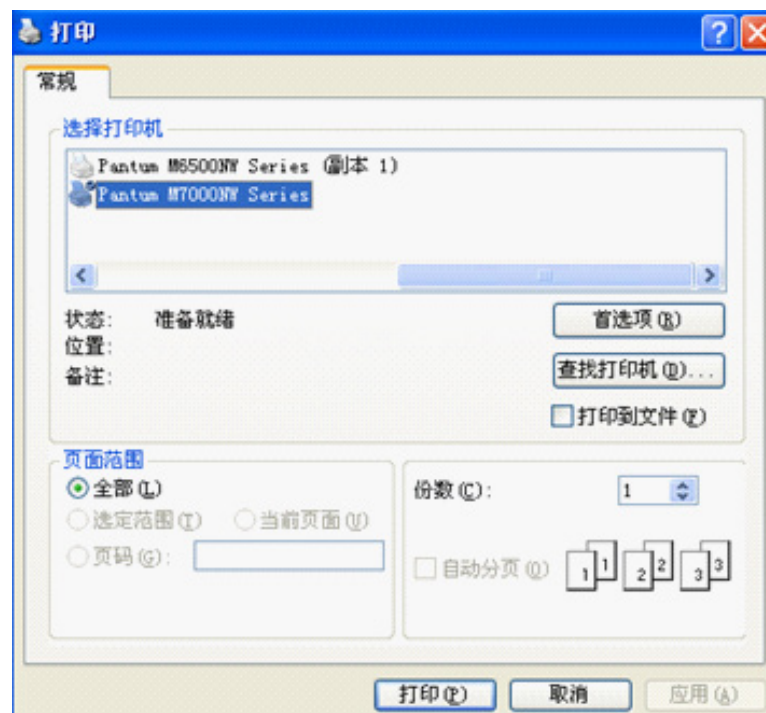 打印
常规
选择打印机
Pantum M6500NW Series (副本 1)
Pantum M7000NW Series
状态: 准备就绪
首选项(R)
位置:
备注:
查找打印机(D)...
打印到文件(F)
页面范围
全部(L)
选定范围(T) 当前页面(U)
页码(G):
份数(C): 1
自动分页(O)
1 1 2 2 3 3
打印(P) 取消 应用(A)